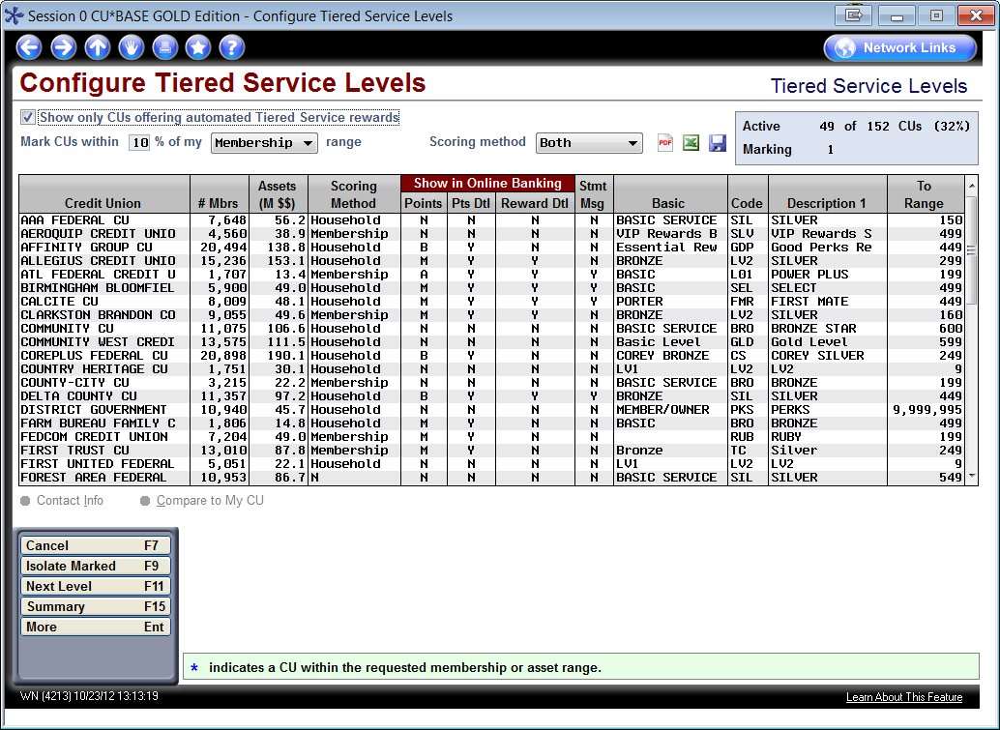 Session 0 CU*BASE GOLD Edition - Configure Tiered Service Levels
Network Links
Configure Tiered Service Levels
Tiered Service Levels
Show only CUs offering automated Tiered Service rewards
Mark CUs within 10 % of my Membership range Scoring method Both PDF
Active 49 of 152 CUs (32%)
Marking 1
Credit Union # Mbrs Assets (M $$) Scoring Method Show in Online Banking Points Pts Dtl Reward Dtl Stmt Msg Basic Code Description 1 To Range
AAA FEDERAL CU 7,648 56.2 Household N N N N BASIC SERVICE SIL SILVER 150
AEROQUIP CREDIT UNIO 4,560 38.9 Membership N N N N VIP Rewards B SLV VIP Rewards S 499
AFFINITY GROUP CU 20,494 138.8 Household B Y N N Essential Rew GDP Good Perks Re 449
ALLEGIUS CREDIT UNIO 15,236 153.1 Household M Y Y N BRONZE LV2 SILVER 299
ATL FEDERAL CREDIT U 1,707 13.4 Membership A Y Y Y BASIC L01 POWER PLUS 199
BIRMINGHAM BLOOMFIEL 5,900 49.0 Household M Y Y Y BASIC SEL SELECT 499
CALCITE CU 8,009 48.1 Household M Y Y Y PORTER FMR FIRST MATE 449
CLARKSTON BRANDON CO 9,055 49.6 Membership M Y Y N BRONZE LV2 SILVER 160
COMMUNITY CU 11,075 106.6 Household N N N N BASIC SERVICE BRO BRONZE STAR 600
COMMUNITY WEST CREDI 13,575 111.5 Household N N N N Basic Level GLD Gold Level 599
COREPLUS FEDERAL CU 20,898 190.1 Household B Y N N COREY BRONZE CS COREY SILVER 249
COUNTRY HERITAGE CU 1,751 30.1 Household N N N N LV1 LV2 LV2 9
COUNTY-CITY CU 3,215 22.2 Membership N N N N BASIC SERVICE BRO BRONZE 199
DELTA COUNTY CU 11,357 97.2 Household B Y Y Y BRONZE SIL SILVER 449
DISTRICT GOVERNMENT 10,940 45.7 Household N N N N MEMBER/OWNER PKS PERKS 9,999,995
FARM BUREAU FAMILY C 1,806 14.8 Household M Y N N BASIC BRO BRONZE 499
FEDCOM CREDIT UNION 7,204 49.0 Membership M Y N N RUB RUBY 199
FIRST TRUST CU 13,010 87.8 Membership M Y N N Bronze TC Silver 249
FIRST UNITED FEDERAL 5,051 22.1 Household N N N N LV1 LV2 LV2 9
FOREST AREA FEDERAL 10,953 86.7 N N N N N BASIC SERVICE SIL SILVER 549
Contact Info Compare to My CU
Cancel F7
Isolate Marked F9
Next Level F11
Summary F15
More Ent
* indicates a CU within the requested membership or asset range.
WN (4213) 10/23/12 13:13:19
Learn About This Feature